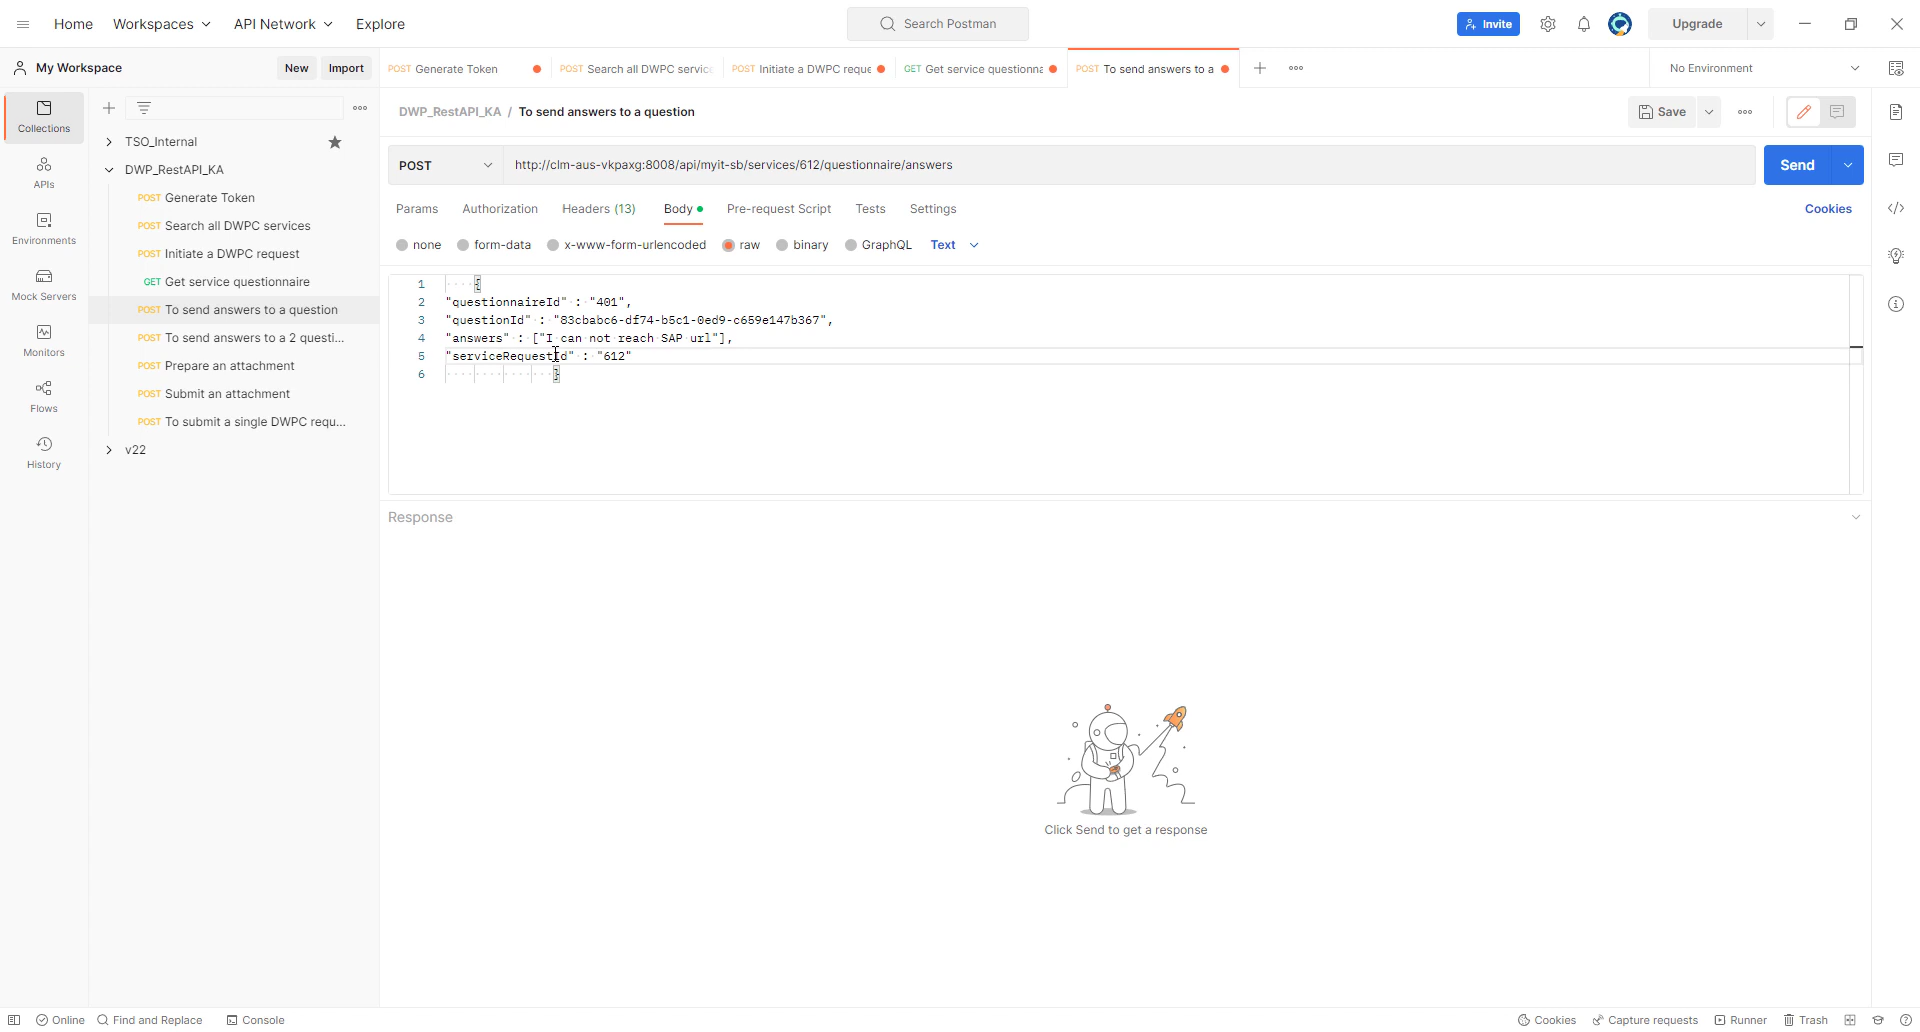 Home Workspaces API Network Explore Search Postman Invite Upgrade
My Workspace New Import POST Generate Token POST Search all DWPC servic POST Initiate a DWPC reque GET Get service questionna POST To send answers to a No Environment
Collections
APIs
Environments
Mock Servers
Monitors
Flows
History
TSO_Internal
DWP_RestAPI_KA
POST Generate Token
POST Search all DWPC services
POST Initiate a DWPC request
GET Get service questionnaire
POST To send answers to a question
POST To send answers to a 2 questi...
POST Prepare an attachment
POST Submit an attachment
POST To submit a single DWPC requ...
v22
DWP_RestAPI_KA / To send answers to a question Save
POST http://clm-aus-vkpaxg:8008/api/myit-sb/services/612/questionnaire/answers Send
Params Authorization Headers (13) Body Pre-request Script Tests Settings Cookies
none form-data x-www-form-urlencoded raw binary GraphQL Text
1 {
2 "questionnaireId" : "401",
3 "questionId" : "83cbabc6-df74-b5c1-0ed9-c659e147b367",
4 "answers" : ["I can not reach SAP url"],
5 "serviceRequestId" : "612"
6 }
Response
Click Send to get a response
Online Find and Replace Console Cookies Capture requests Runner Trash